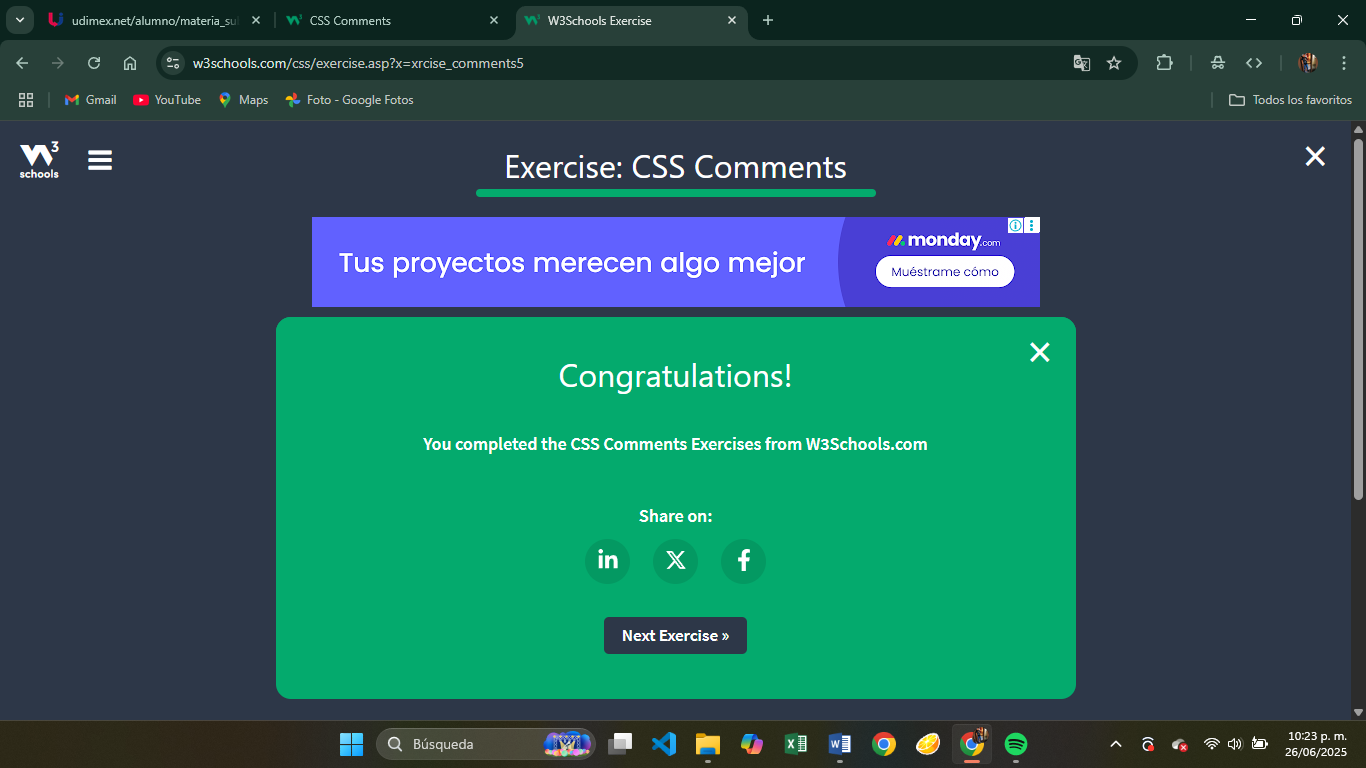 udimex.net/alumno/materia_su
CSS Comments
W3Schools Exercise
w3schools.com/css/exercise.asp?x=xrcise_comments5
Gmail
YouTube
Maps
Foto - Google Fotos
Todos los favoritos
W3
schools
Exercise: CSS Comments
Tus proyectos merecen algo mejor
monday.com
Muéstrame cómo
Congratulations!
You completed the CSS Comments Exercises from W3Schools.com
Share on:
in
X
f
Next Exercise »
Búsqueda
10:23 p. m.
26/06/2025